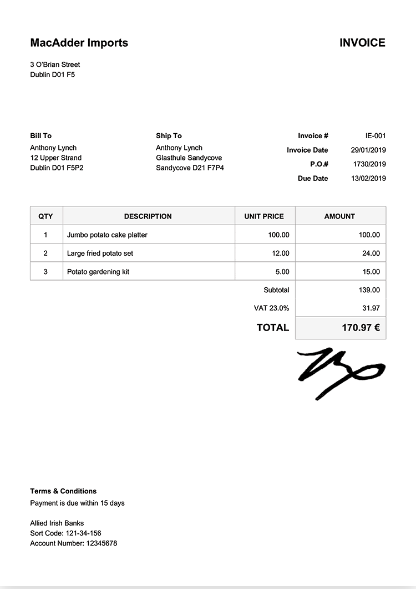 MacAdder Imports
INVOICE
3 O'Brian Street
Dublin D01 F5
Bill To
Anthony Lynch
12 Upper Strand
Dublin D01 F5P2
Ship To
Anthony Lynch
Glasthule Sandycove
Sandycove D21 F7P4
Invoice # IE-001
Invoice Date 29/01/2019
P.O.# 1730/2019
Due Date 13/02/2019
QTY DESCRIPTION UNIT PRICE AMOUNT
1 Jumbo potato cake platter 100.00 100.00
2 Large fried potato set 12.00 24.00
3 Potato gardening kit 5.00 15.00
Subtotal 139.00
VAT 23.0% 31.97
TOTAL 170.97 €
Terms & Conditions
Payment is due within 15 days
Allied Irish Banks
Sort Code: 121-34-156
Account Number: 12345678